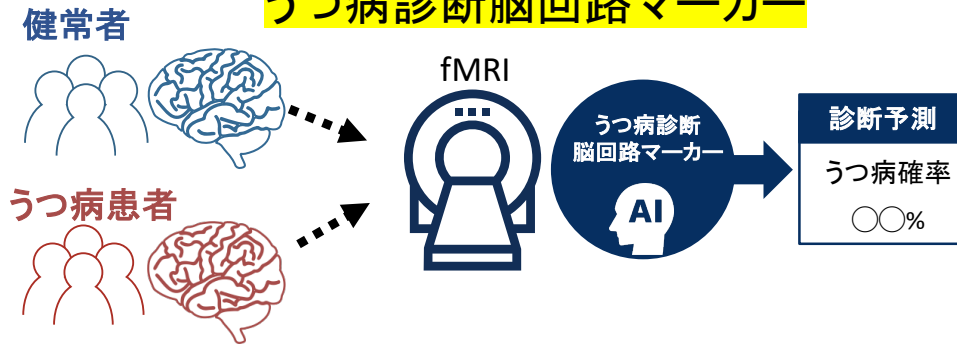 うつ病診断脳回路マーカー
健常者
fMRI
うつ病診断
脳回路マーカー
AI
診断予測
うつ病確率
○○%
うつ病患者